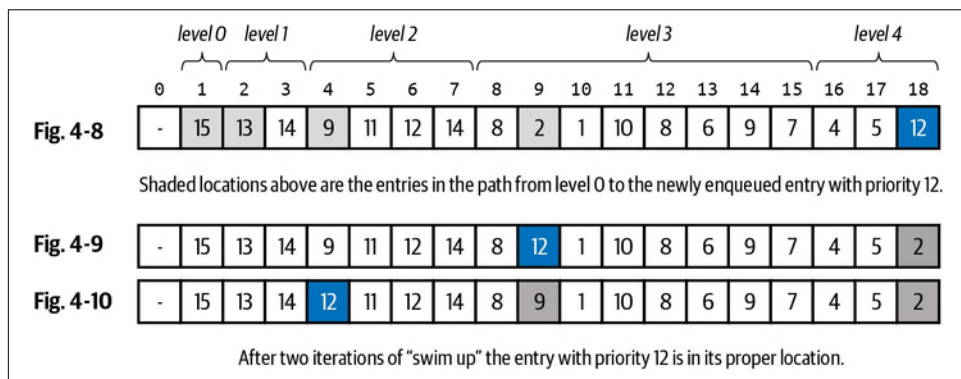 level 0 level 1 level 2 level 3 level 4
0 1 2 3 4 5 6 7 8 9 10 11 12 13 14 15 16 17 18
Fig. 4-8 - 15 13 14 9 11 12 14 8 2 1 10 8 6 9 7 4 5 12
Shaded locations above are the entries in the path from level 0 to the newly enqueued entry with priority 12.
Fig. 4-9 - 15 13 14 9 11 12 14 8 12 1 10 8 6 9 7 4 5 2
Fig. 4-10 - 15 13 14 12 11 12 14 8 9 1 10 8 6 9 7 4 5 2
After two iterations of “swim up” the entry with priority 12 is in its proper location.